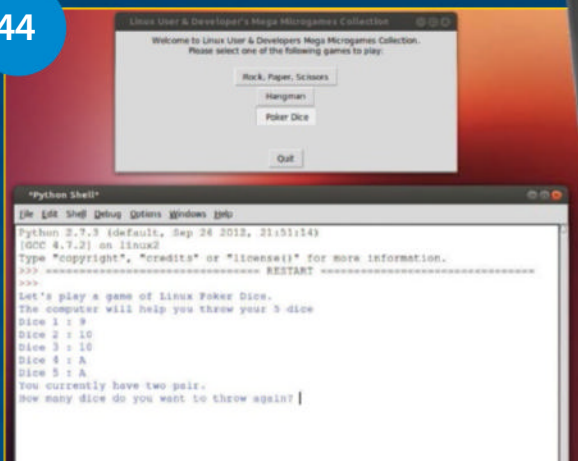 44
Linux User & Developer's Mega Microgames Collection
Welcome to Linux User & Developers Mega Microgames Collection.
Please select one of the following games to play:
Rock, Paper, Scissors
Hangman
Poker Dice
Quit
*Python Shell*
File Edit Shell Debug Options Windows Help
Python 2.7.3 (default, Sep 26 2012, 21:51:14)
[GCC 4.7.2] on linux2
Type "copyright", "credits" or "license()" for more information.
>>> ================================ RESTART ================================
>>>
Let's play a game of Linux Poker Dice.
The computer will help you throw your 5 dice
Dice 1 : 9
Dice 2 : 10
Dice 3 : 10
Dice 4 : A
Dice 5 : A
You currently have two pair.
How many dice do you want to throw again?